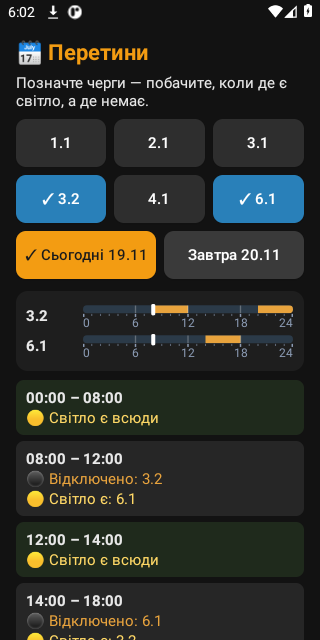 6:02
Перетини
Позначте черги — побачите, коли де є
світло, а де немає.
1.1 2.1 3.1
✓ 3.2 4.1 ✓ 6.1
✓ Сьогодні 19.11 Завтра 20.11
3.2
0 6 12 18 24
6.1
0 6 12 18 24
00:00 – 08:00
Світло є всюди
08:00 – 12:00
Відключено: 3.2
Світло є: 6.1
12:00 – 14:00
Світло є всюди
14:00 – 18:00
Відключено: 6.1
Світло є: 3.2